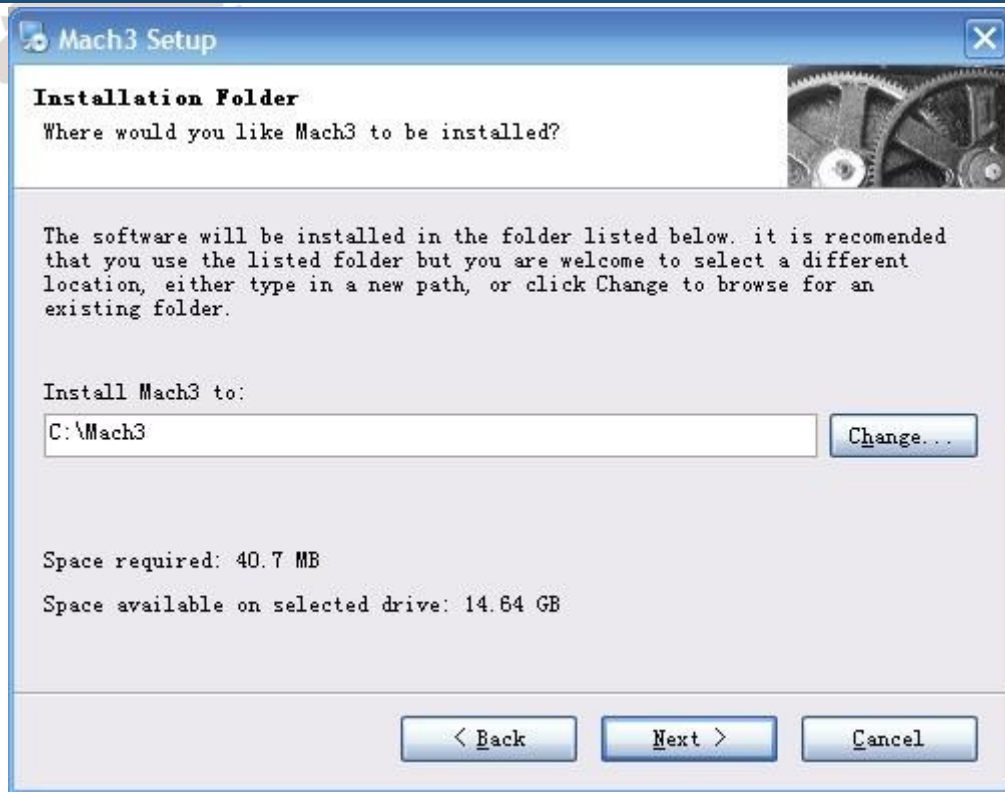 Mach3 Setup
Installation Folder
Where would you like Mach3 to be installed?
The software will be installed in the folder listed below. it is recomended
that you use the listed folder but you are welcome to select a different
location, either type in a new path, or click Change to browse for an
existing folder.
Install Mach3 to:
C:\Mach3
Change...
Space required: 40.7 MB
Space available on selected drive: 14.64 GB
< Back
Next >
Cancel